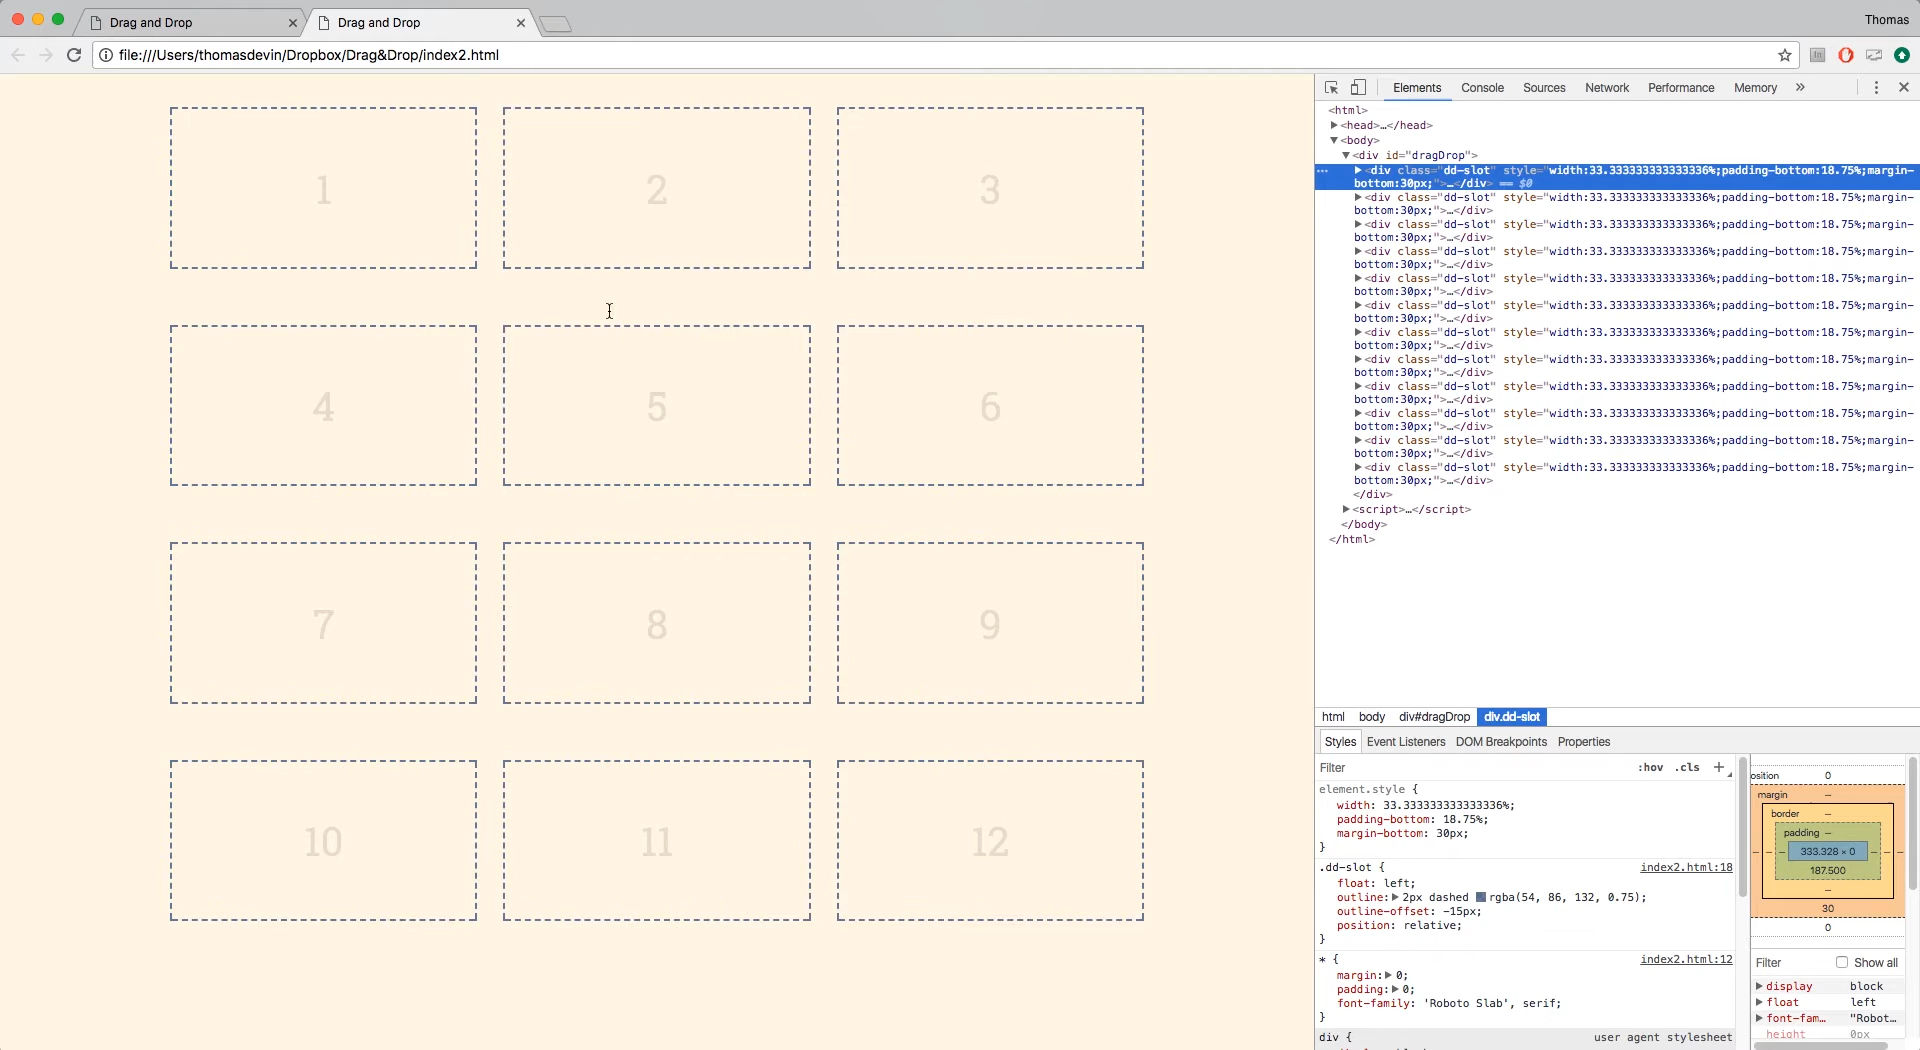 Drag and Drop
Drag and Drop
Thomas
file:///Users/thomasdevin/Dropbox/Drag&Drop/index2.html
1
2
3
4
5
6
7
8
9
10
11
12
Elements Console Sources Network Performance Memory »
<html>
<head>…</head>
<body>
<div id="dragDrop">
<div class="dd-slot" style="width:33.333333333333336%;padding-bottom:18.75%;margin-
bottom:30px;">…</div> == $0
<div class="dd-slot" style="width:33.333333333333336%;padding-bottom:18.75%;margin-
bottom:30px;">…</div>
<div class="dd-slot" style="width:33.333333333333336%;padding-bottom:18.75%;margin-
bottom:30px;">…</div>
<div class="dd-slot" style="width:33.333333333333336%;padding-bottom:18.75%;margin-
bottom:30px;">…</div>
<div class="dd-slot" style="width:33.333333333333336%;padding-bottom:18.75%;margin-
bottom:30px;">…</div>
<div class="dd-slot" style="width:33.333333333333336%;padding-bottom:18.75%;margin-
bottom:30px;">…</div>
<div class="dd-slot" style="width:33.333333333333336%;padding-bottom:18.75%;margin-
bottom:30px;">…</div>
<div class="dd-slot" style="width:33.333333333333336%;padding-bottom:18.75%;margin-
bottom:30px;">…</div>
<div class="dd-slot" style="width:33.333333333333336%;padding-bottom:18.75%;margin-
bottom:30px;">…</div>
<div class="dd-slot" style="width:33.333333333333336%;padding-bottom:18.75%;margin-
bottom:30px;">…</div>
<div class="dd-slot" style="width:33.333333333333336%;padding-bottom:18.75%;margin-
bottom:30px;">…</div>
<div class="dd-slot" style="width:33.333333333333336%;padding-bottom:18.75%;margin-
bottom:30px;">…</div>
</div>
<script>…</script>
</body>
</html>
html body div#dragDrop div.dd-slot
Styles Event Listeners DOM Breakpoints Properties
Filter :hov .cls +
element.style {
width: 33.333333333333336%;
padding-bottom: 18.75%;
margin-bottom: 30px;
}
.dd-slot { index2.html:18
float: left;
outline: 2px dashed rgba(54, 86, 132, 0.75);
outline-offset: -15px;
position: relative;
}
* { index2.html:12
margin: 0;
padding: 0;
font-family: 'Roboto Slab', serif;
}
div { user agent stylesheet
osition 0
margin –
border –
padding –
333.328 × 0
187.500
–
30
0
Filter Show all
display block
float left
font-fam… "Robot…
height 0px